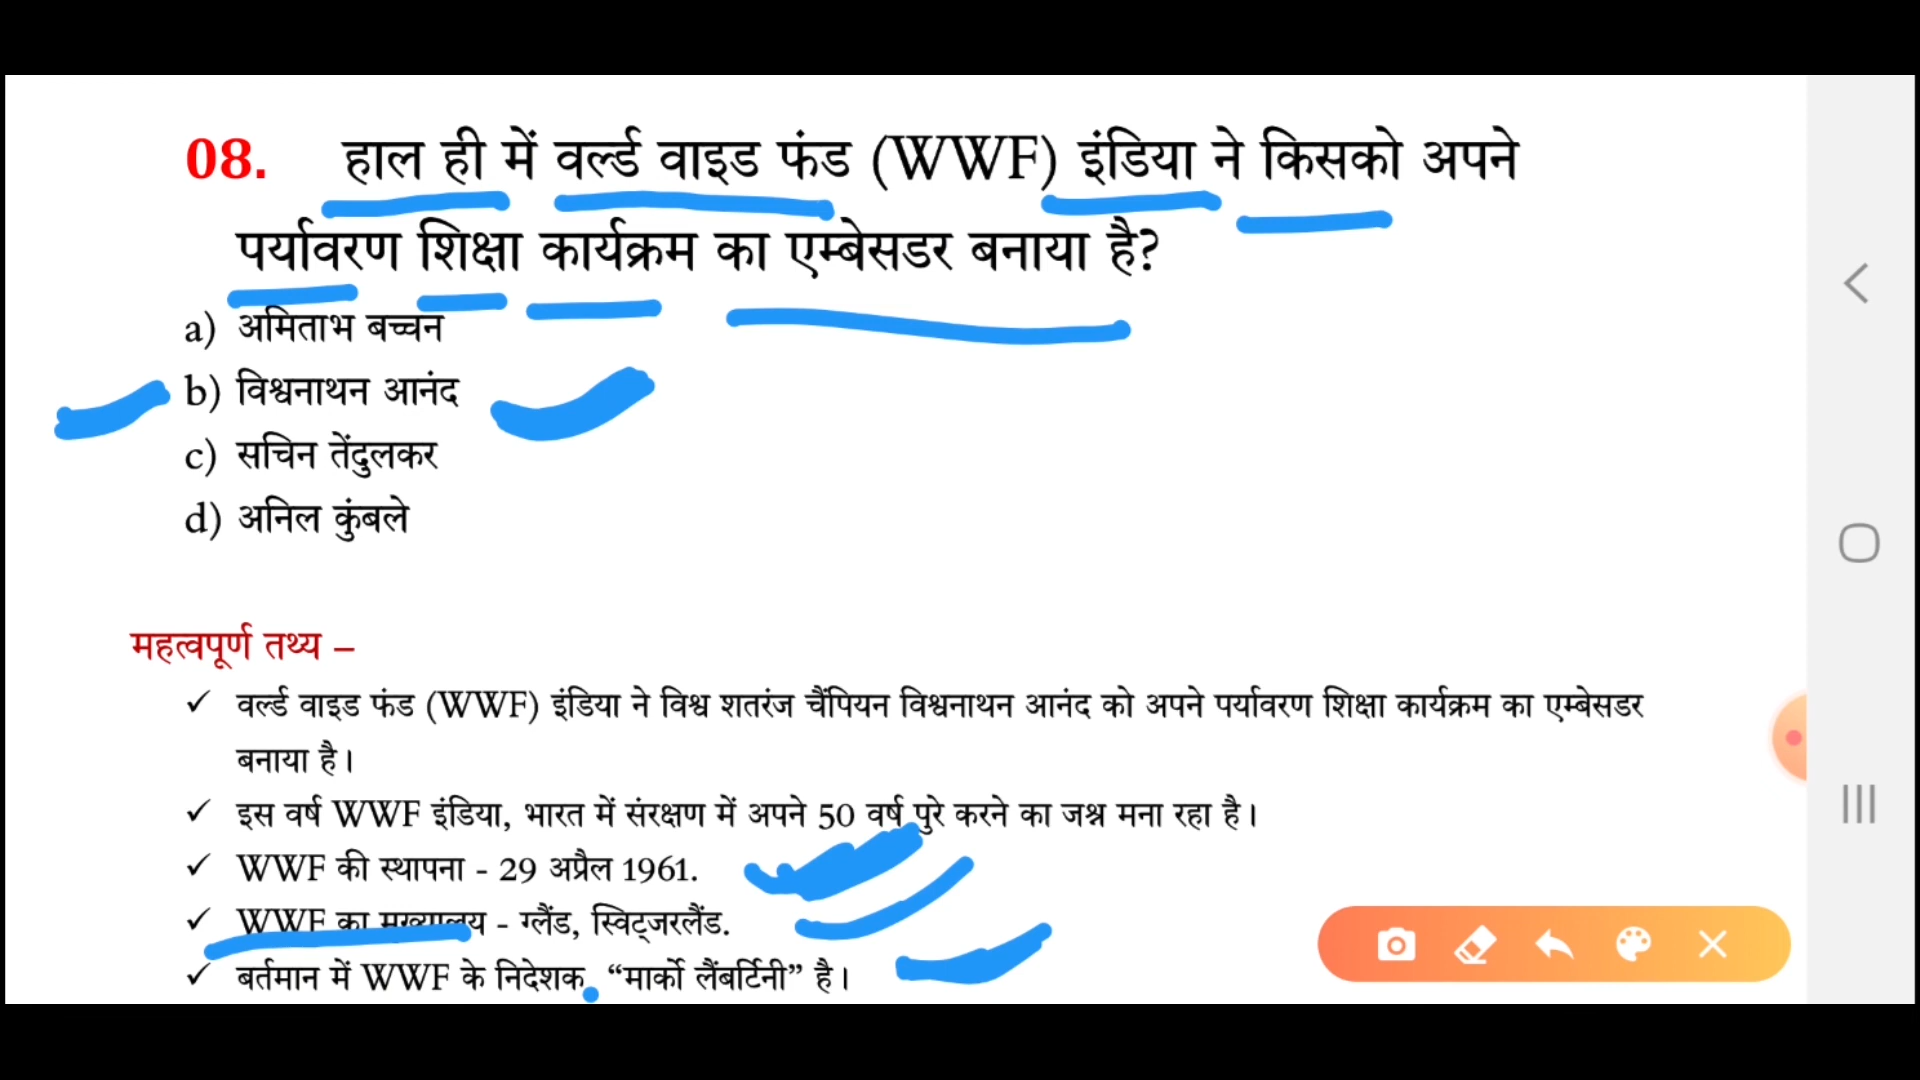 08. हाल ही में वर्ल्ड वाइड फंड (WWF) इंडिया ने किसको अपने
पर्यावरण शिक्षा कार्यक्रम का एम्बेसडर बनाया है?
a) अमिताभ बच्चन
b) विश्वनाथन आनंद
c) सचिन तेंदुलकर
d) अनिल कुंबले
महत्वपूर्ण तथ्य –
✓ वर्ल्ड वाइड फंड (WWF) इंडिया ने विश्व शतरंज चैंपियन विश्वनाथन आनंद को अपने पर्यावरण शिक्षा कार्यक्रम का एम्बेसडर
बनाया है।
✓ इस वर्ष WWF इंडिया, भारत में संरक्षण में अपने 50 वर्ष पुरे करने का जश्न मना रहा है।
✓ WWF की स्थापना - 29 अप्रैल 1961.
✓ WWF का मुख्यालय - ग्लैंड, स्विट्जरलैंड.
✓ बर्तमान में WWF के निदेशक “मार्को लैंबर्टिनी” है।